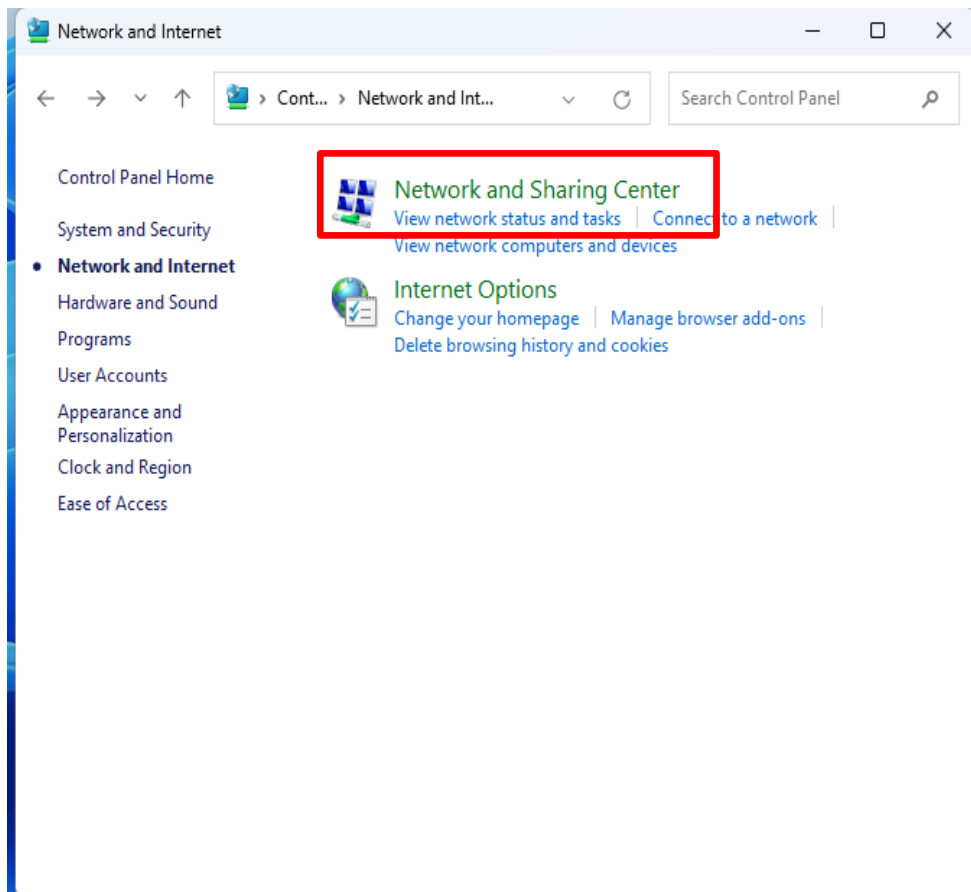 Network and Internet
Cont... > Network and Int...
Search Control Panel
Control Panel Home
System and Security
Network and Internet
Hardware and Sound
Programs
User Accounts
Appearance and
Personalization
Clock and Region
Ease of Access
Network and Sharing Center
View network status and tasks | Connect to a network |
View network computers and devices
Internet Options
Change your homepage | Manage browser add-ons |
Delete browsing history and cookies